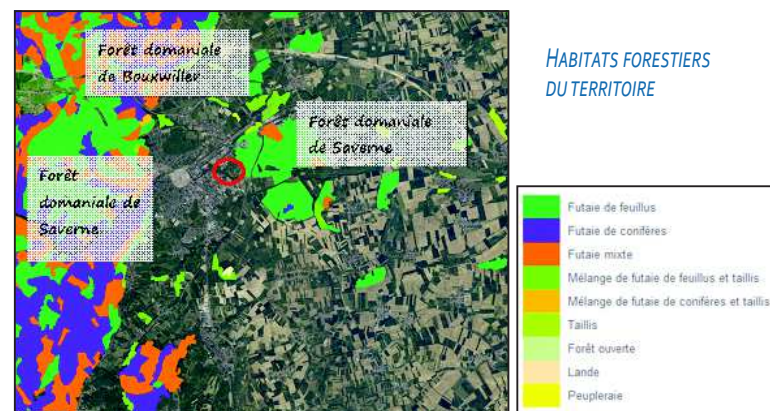 Forêt domaniale
de Bouxwiller
Forêt domaniale
de Saverne
Forêt
domaniale de
Saverne
HABITATS FORESTIERS
DU TERRITOIRE
Futaie de feuillus
Futaie de conifères
Futaie mixte
Mélange de futaie de feuillus et taillis
Mélange de futaie de conifères et taillis
Taillis
Forêt ouverte
Lande
Peupleraie